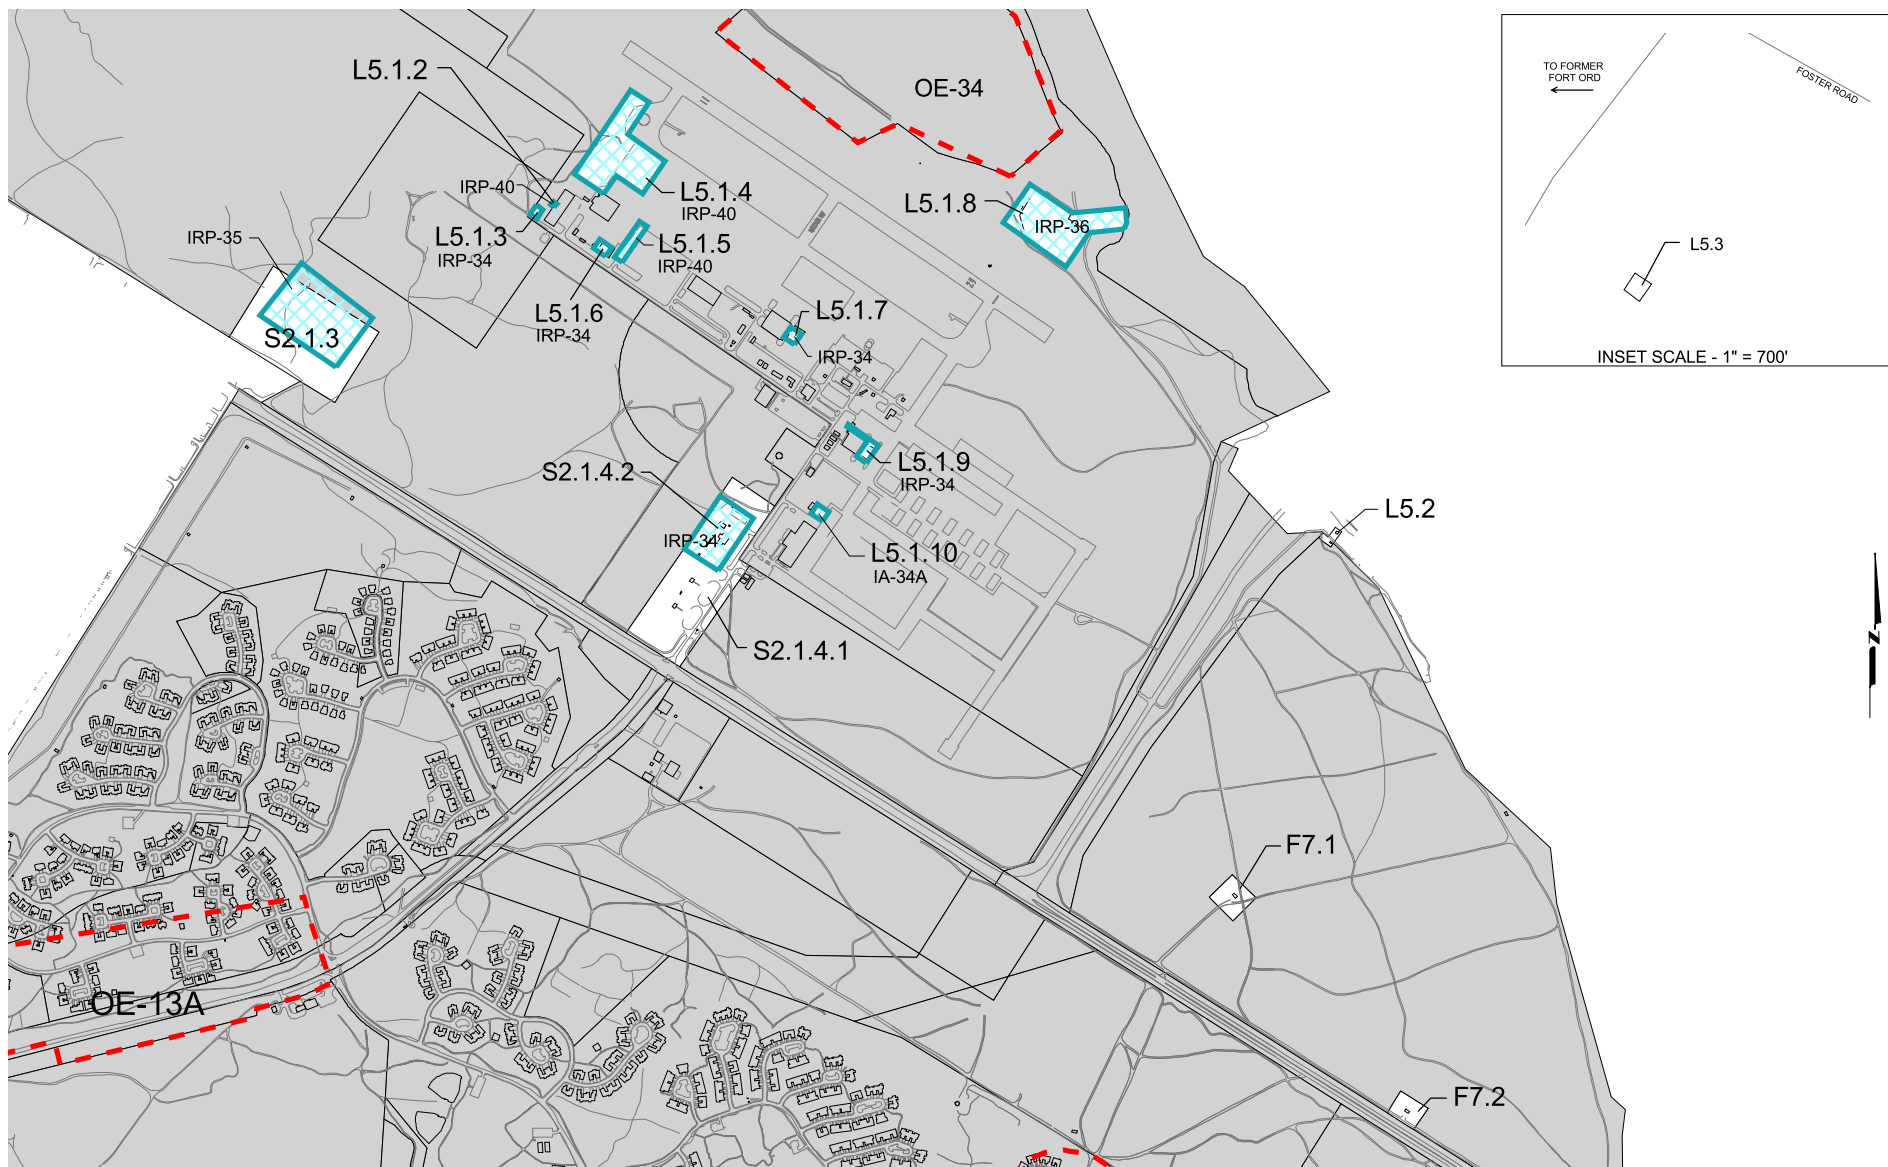 TO FORMER
FORT ORD
FOSTER ROAD
L5.3
INSET SCALE - 1" = 700'
L5.1.2
OE-34
IRP-40
L5.1.4
IRP-40
L5.1.8
IRP-36
L5.1.3
IRP-34
L5.1.5
IRP-40
IRP-35
S2.1.3
L5.1.6
IRP-34
L5.1.7
IRP-34
S2.1.4.2
IRP-34
L5.1.9
IRP-34
L5.2
L5.1.10
IA-34A
S2.1.4.1
N
F7.1
OE-13A
F7.2